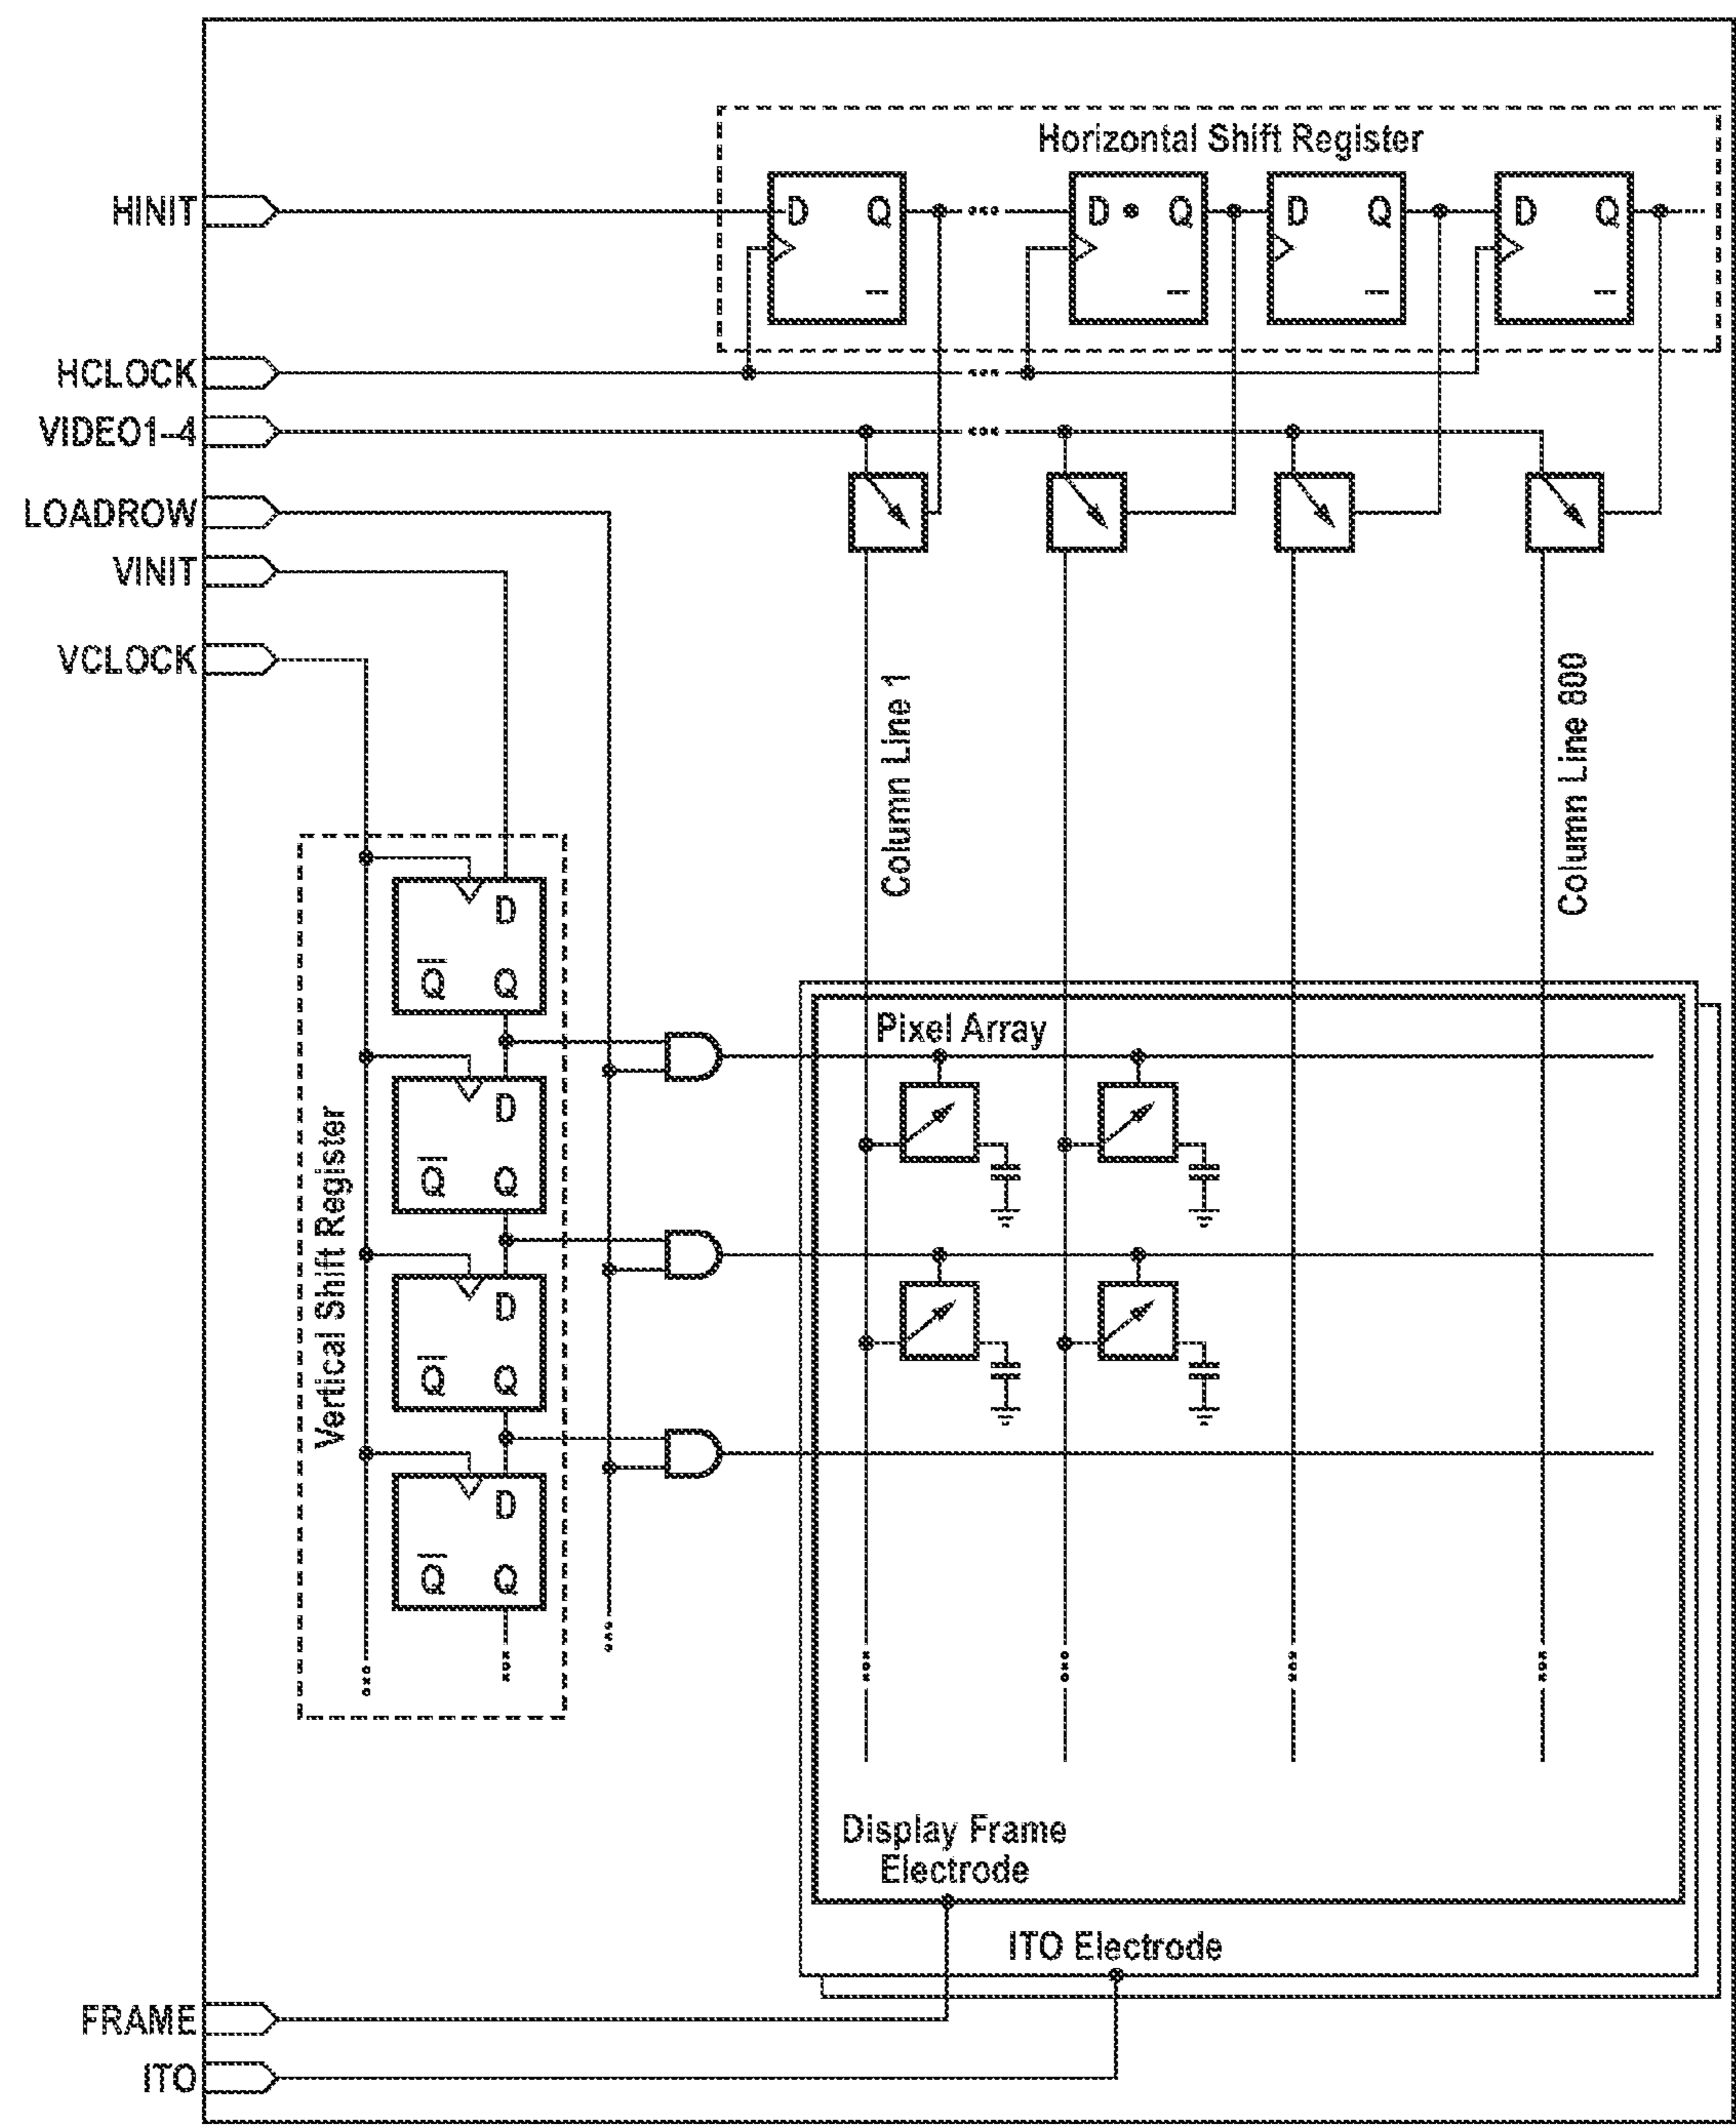 Horizontal Shift Register
HINIT
D Q D Q D Q D Q
HCLOCK
VIDEO1--4
LOADROW
VINIT
VCLOCK
Column Line 1
Column Line 800
Vertical Shift Register
D
Q̅ Q
D
Q̅ Q
D
Q̅ Q
D
Q̅ Q
Pixel Array
Display Frame
Electrode
ITO Electrode
FRAME
ITO